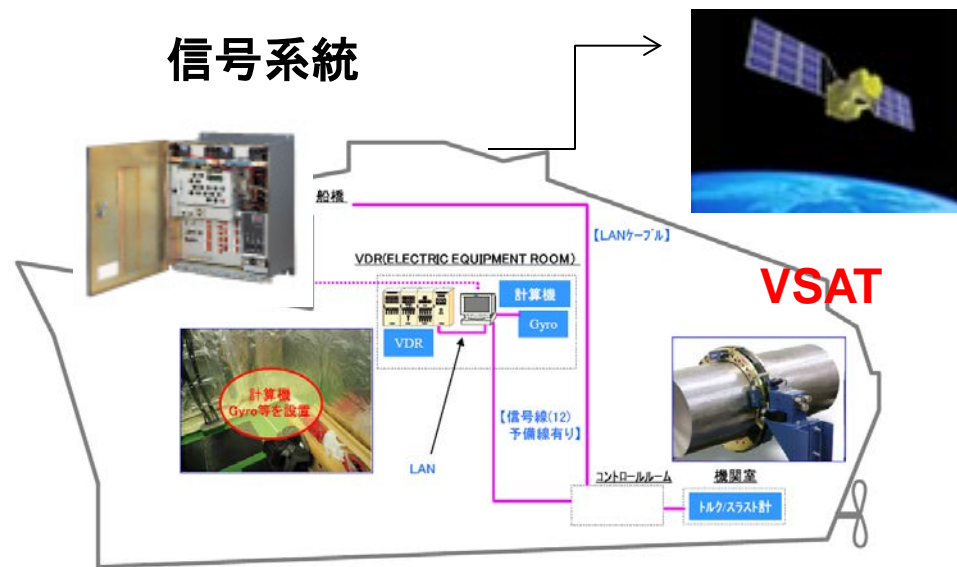 信号系統
船橋
【LANケーブル】
VDR(ELECTRIC EQUIPMENT ROOM)
VSAT
計算機
Gyro
VDR
計算機
Gyro等を設置
【信号線(12)
予備線有り】
LAN
コントロールルーム
機関室
トルク/スラスト計